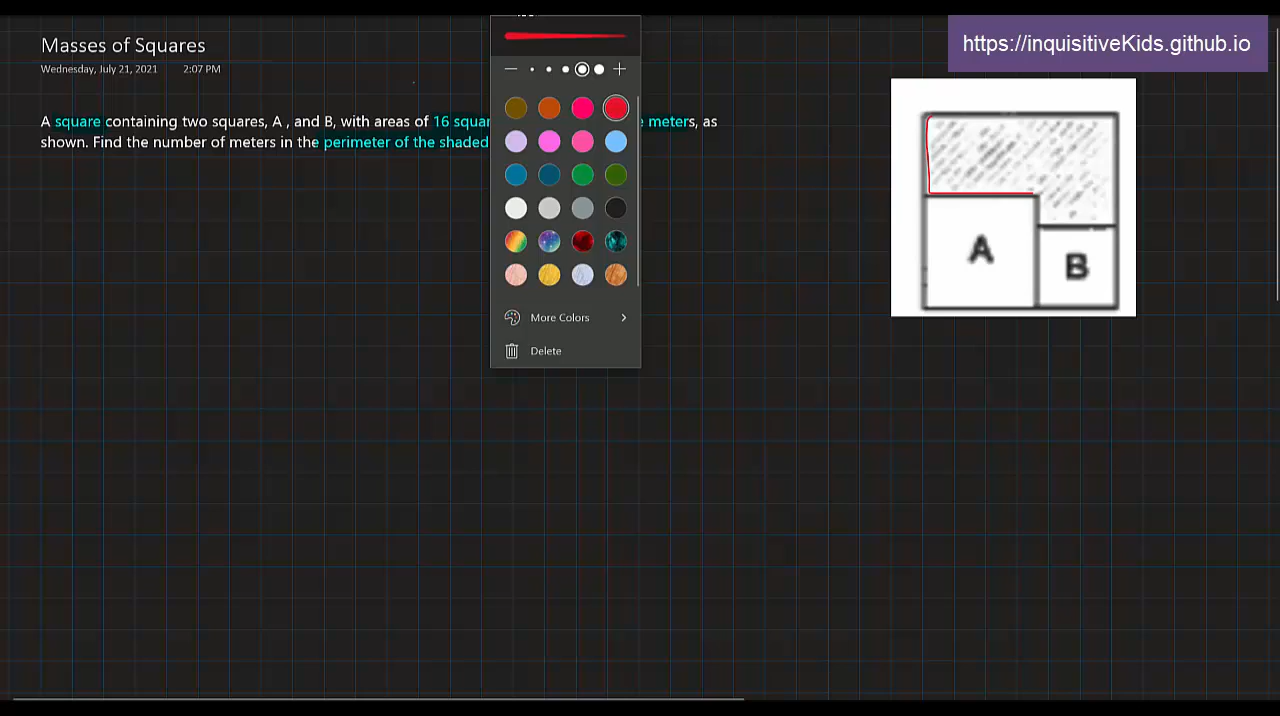 https://inquisitiveKids.github.io
Masses of Squares
Wednesday, July 21, 2021 2:07 PM
A square containing two squares, A , and B, with areas of 16 squar meters, as
shown. Find the number of meters in the perimeter of the shaded
More Colors
Delete
A
B